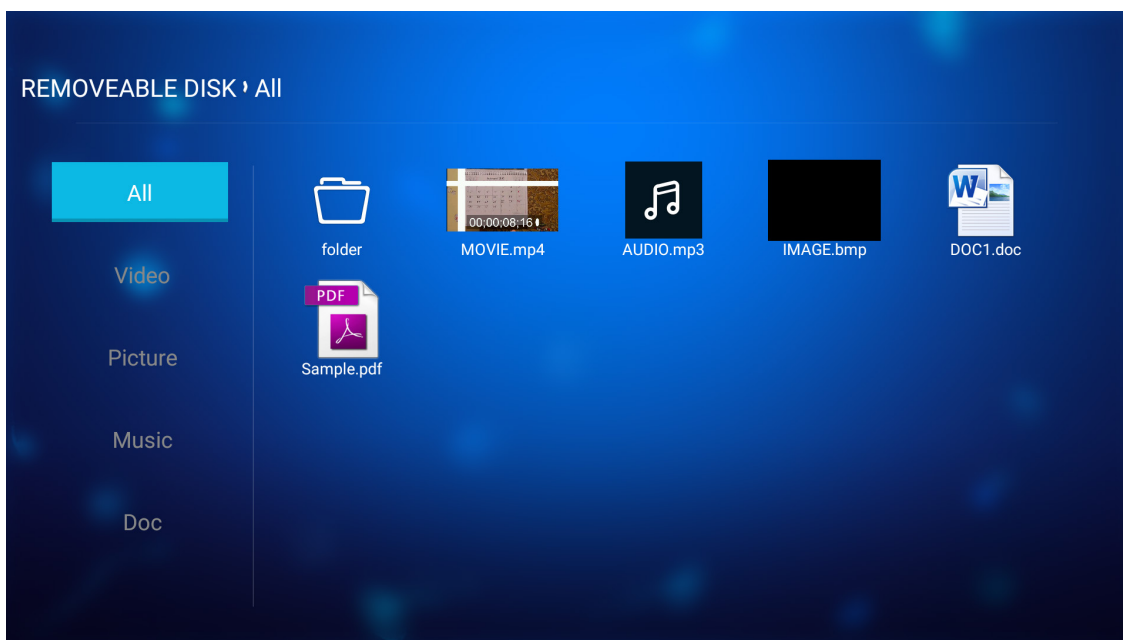 REMOVEABLE DISK All
All
Video
Picture
Music
Doc
folder
00;00;08;16
MOVIE.mp4
AUDIO.mp3
IMAGE.bmp
W
DOC1.doc
PDF
Sample.pdf